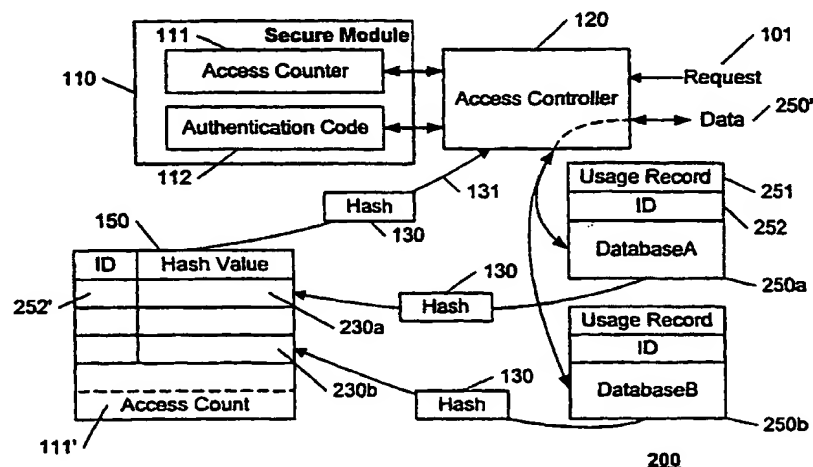 111
Secure Module
120
101
110
Access Counter
Access Controller
Request
Authentication Code
Data
250'
112
131
Usage Record
251
ID
252
Hash
130
DatabaseA
150
ID
Hash Value
130
250a
252'
Hash
230a
Usage Record
ID
130
230b
DatabaseB
Access Count
Hash
111'
250b
200